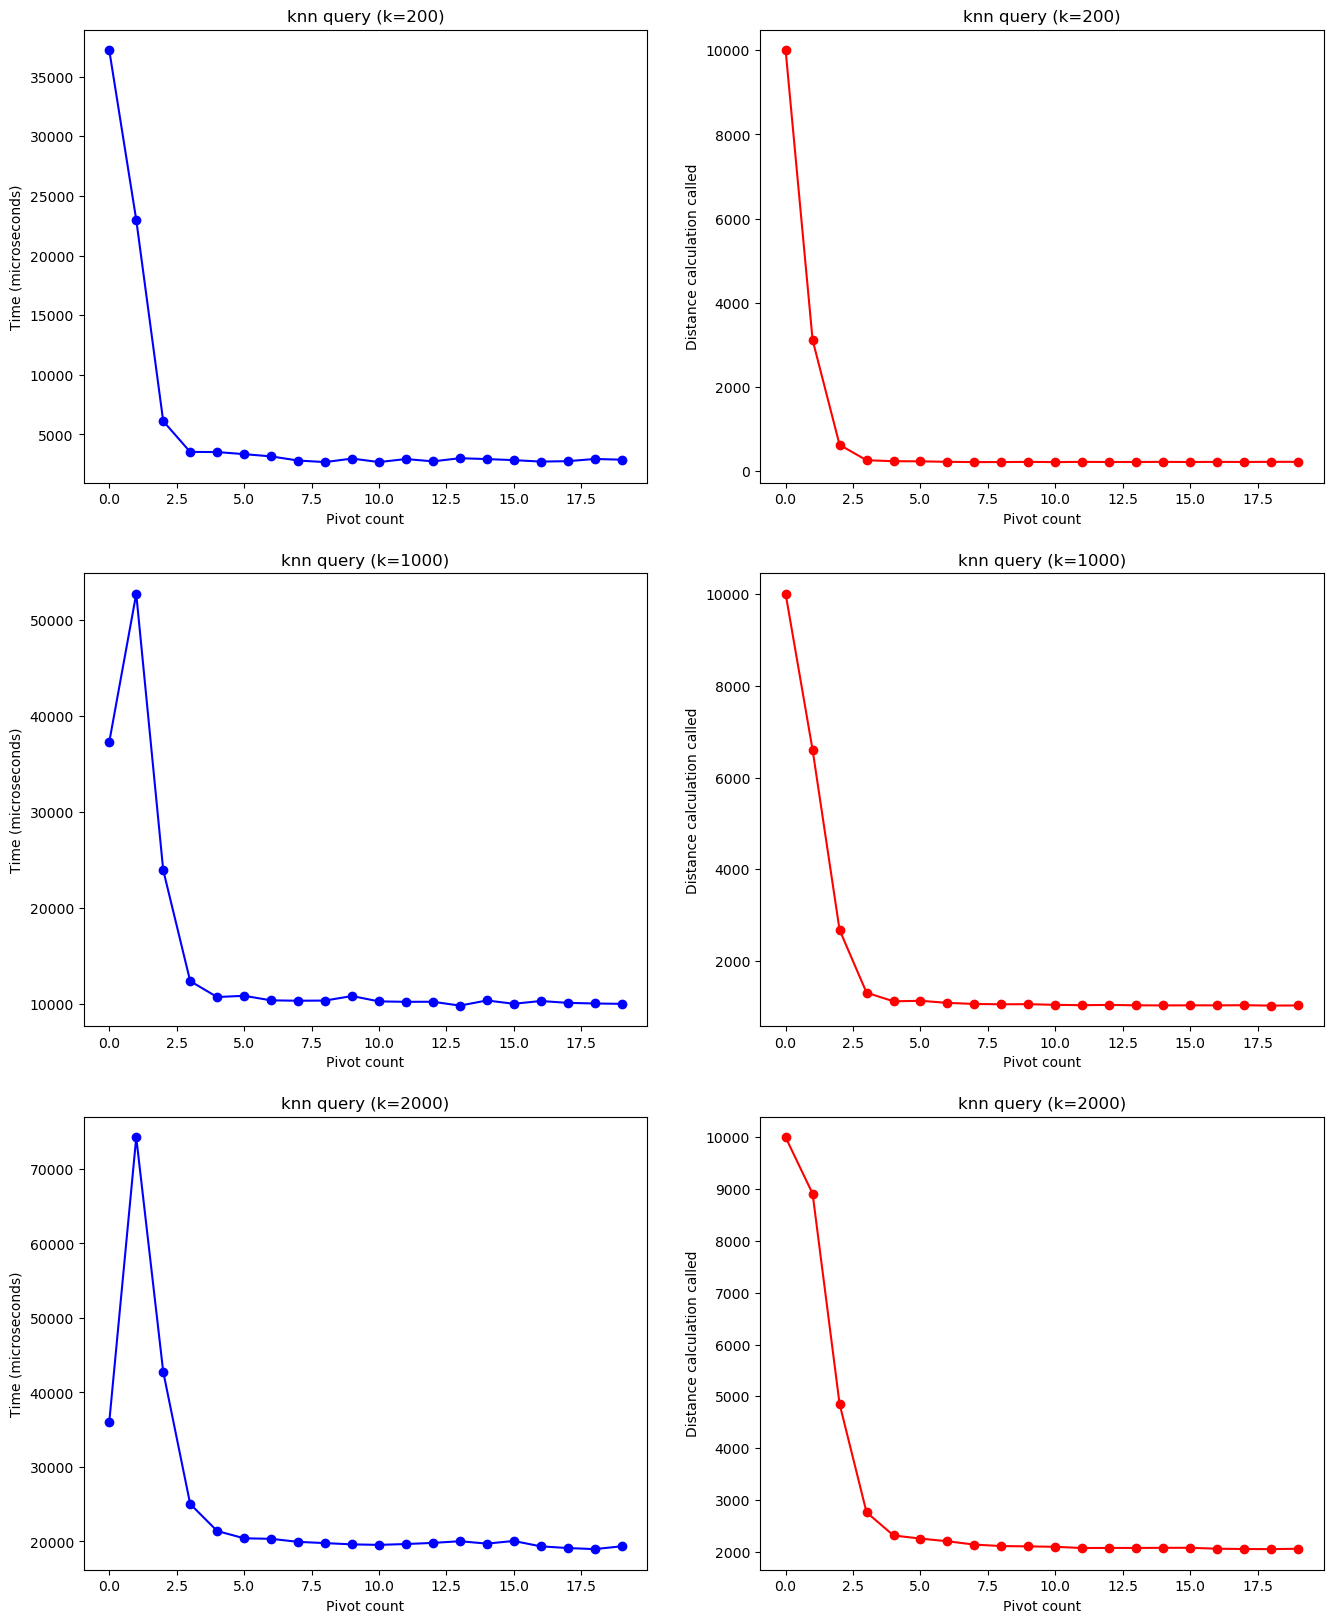 knn query (k=200)
35000
30000
25000
20000
15000
10000
5000
Time (microseconds)
0.0 2.5 5.0 7.5 10.0 12.5 15.0 17.5
Pivot count
knn query (k=200)
10000
8000
6000
4000
2000
0
Distance calculation called
0.0 2.5 5.0 7.5 10.0 12.5 15.0 17.5
Pivot count
knn query (k=1000)
50000
40000
30000
20000
10000
Time (microseconds)
0.0 2.5 5.0 7.5 10.0 12.5 15.0 17.5
Pivot count
knn query (k=1000)
10000
8000
6000
4000
2000
Distance calculation called
0.0 2.5 5.0 7.5 10.0 12.5 15.0 17.5
Pivot count
knn query (k=2000)
70000
60000
50000
40000
30000
20000
Time (microseconds)
0.0 2.5 5.0 7.5 10.0 12.5 15.0 17.5
Pivot count
knn query (k=2000)
10000
9000
8000
7000
6000
5000
4000
3000
2000
Distance calculation called
0.0 2.5 5.0 7.5 10.0 12.5 15.0 17.5
Pivot count